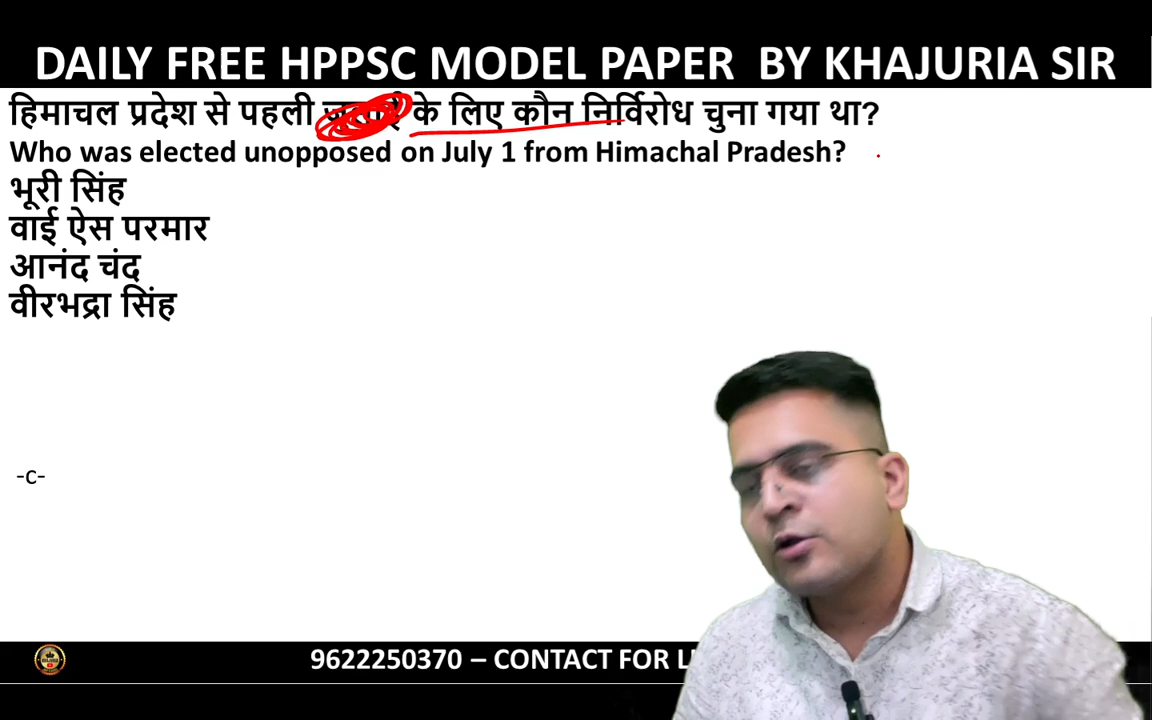 DAILY FREE HPPSC MODEL PAPER BY KHAJURIA SIR
हिमाचल प्रदेश से पहली के लिए कौन निर्विरोध चुना गया था?
Who was elected unopposed on July 1 from Himachal Pradesh?
भूरी सिंह
वाई ऐस परमार
आनंद चंद
वीरभद्रा सिंह
-c-
9622250370 – CONTACT FOR